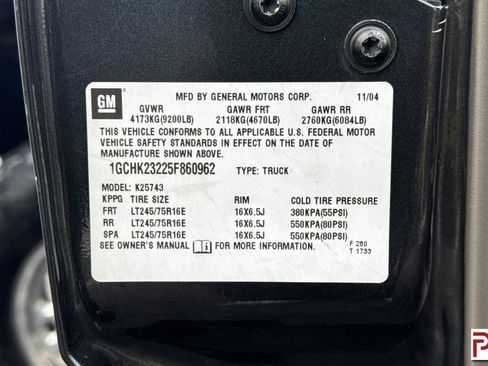 GM
MFD BY GENERAL MOTORS CORP. 11/04
GVWR GAWR FRT GAWR RR
4173KG(9200LB) 2118KG(4670LB) 2760KG(6084LB)
THIS VEHICLE CONFORMS TO ALL APPLICABLE U.S. FEDERAL MOTOR
VEHICLE SAFETY STANDARDS IN EFFECT ON THE DATE OF
MANUFACTURE SHOWN ABOVE.
1GCHK23225F860962 TYPE: TRUCK
MODEL: K25743
KPPG TIRE SIZE RIM COLD TIRE PRESSURE
FRT LT245/75R16E 16X6.5J 380KPA(55PSI)
RR LT245/75R16E 16X6.5J 550KPA(80PSI)
SPA LT245/75R16E 16X6.5J 550KPA(80PSI)
SEE OWNER'S MANUAL FOR MORE INFORMATION.
F 280
T 1733
P